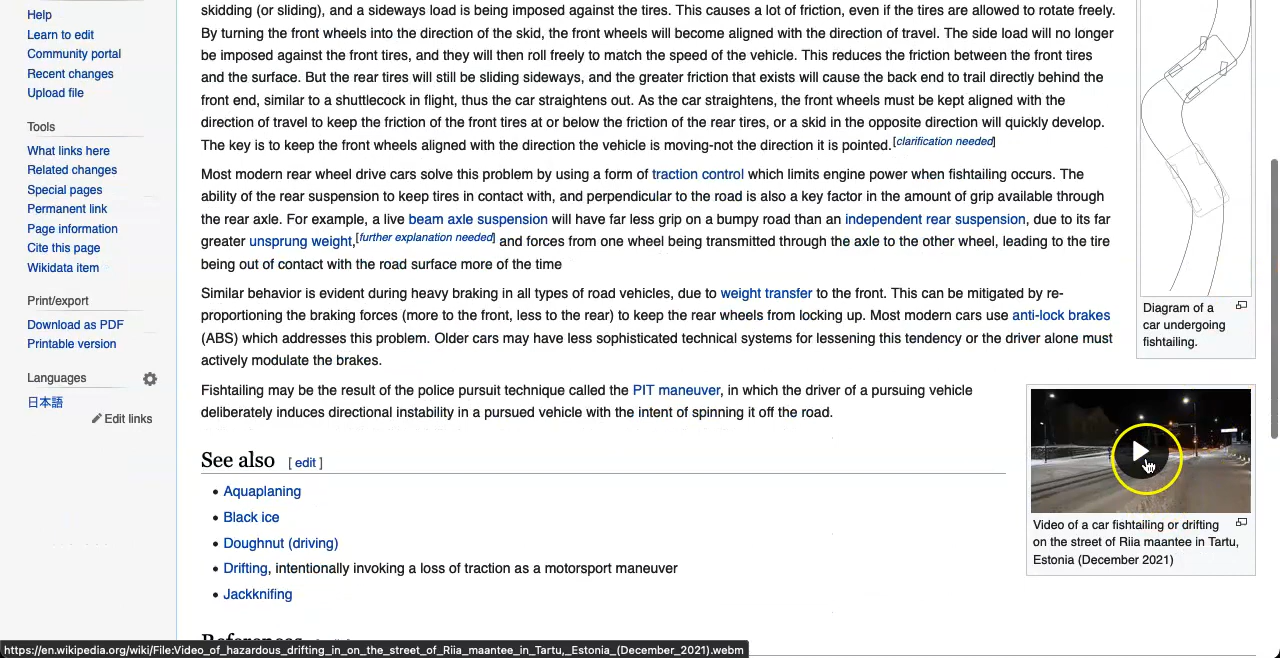 Help
Learn to edit
Community portal
Recent changes
Upload file
Tools
What links here
Related changes
Special pages
Permanent link
Page information
Cite this page
Wikidata item
Print/export
Download as PDF
Printable version
Languages
日本語
Edit links
skidding (or sliding), and a sideways load is being imposed against the tires. This causes a lot of friction, even if the tires are allowed to rotate freely.
By turning the front wheels into the direction of the skid, the front wheels will become aligned with the direction of travel. The side load will no longer
be imposed against the front tires, and they will then roll freely to match the speed of the vehicle. This reduces the friction between the front tires
and the surface. But the rear tires will still be sliding sideways, and the greater friction that exists will cause the back end to trail directly behind the
front end, similar to a shuttlecock in flight, thus the car straightens out. As the car straightens, the front wheels must be kept aligned with the
direction of travel to keep the friction of the front tires at or below the friction of the rear tires, or a skid in the opposite direction will quickly develop.
The key is to keep the front wheels aligned with the direction the vehicle is moving-not the direction it is pointed.[clarification needed]
Most modern rear wheel drive cars solve this problem by using a form of traction control which limits engine power when fishtailing occurs. The
ability of the rear suspension to keep tires in contact with, and perpendicular to the road is also a key factor in the amount of grip available through
the rear axle. For example, a live beam axle suspension will have far less grip on a bumpy road than an independent rear suspension, due to its far
greater unsprung weight,[further explanation needed] and forces from one wheel being transmitted through the axle to the other wheel, leading to the tire
being out of contact with the road surface more of the time
Similar behavior is evident during heavy braking in all types of road vehicles, due to weight transfer to the front. This can be mitigated by re-
proportioning the braking forces (more to the front, less to the rear) to keep the rear wheels from locking up. Most modern cars use anti-lock brakes
(ABS) which addresses this problem. Older cars may have less sophisticated technical systems for lessening this tendency or the driver alone must
actively modulate the brakes.
Fishtailing may be the result of the police pursuit technique called the PIT maneuver, in which the driver of a pursuing vehicle
deliberately induces directional instability in a pursued vehicle with the intent of spinning it off the road.
See also [ edit ]
Aquaplaning
Black ice
Doughnut (driving)
Drifting, intentionally invoking a loss of traction as a motorsport maneuver
Jackknifing
References
Diagram of a
car undergoing
fishtailing.
Video of a car fishtailing or drifting
on the street of Riia maantee in Tartu,
Estonia (December 2021)
https://en.wikipedia.org/wiki/File:Video_of_hazardous_drifting_in_on_the_street_of_Riia_maantee_in_Tartu,_Estonia_(December_2021).webm